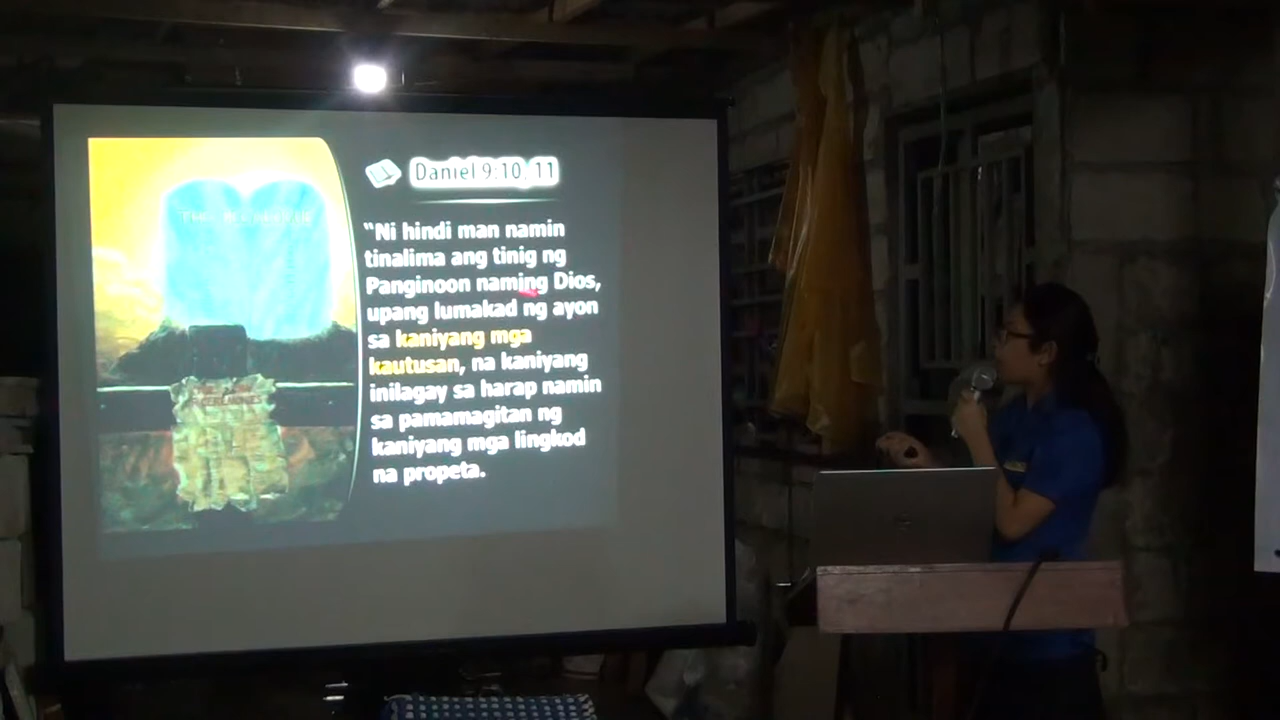 Daniel 9:10, 11
“Ni hindi man namin
tinalima ang tinig ng
Panginoon naming Dios,
upang lumakad ng ayon
sa kaniyang mga
kautusan, na kaniyang
inilagay sa harap namin
sa pamamagitan ng
kaniyang mga lingkod
na propeta.